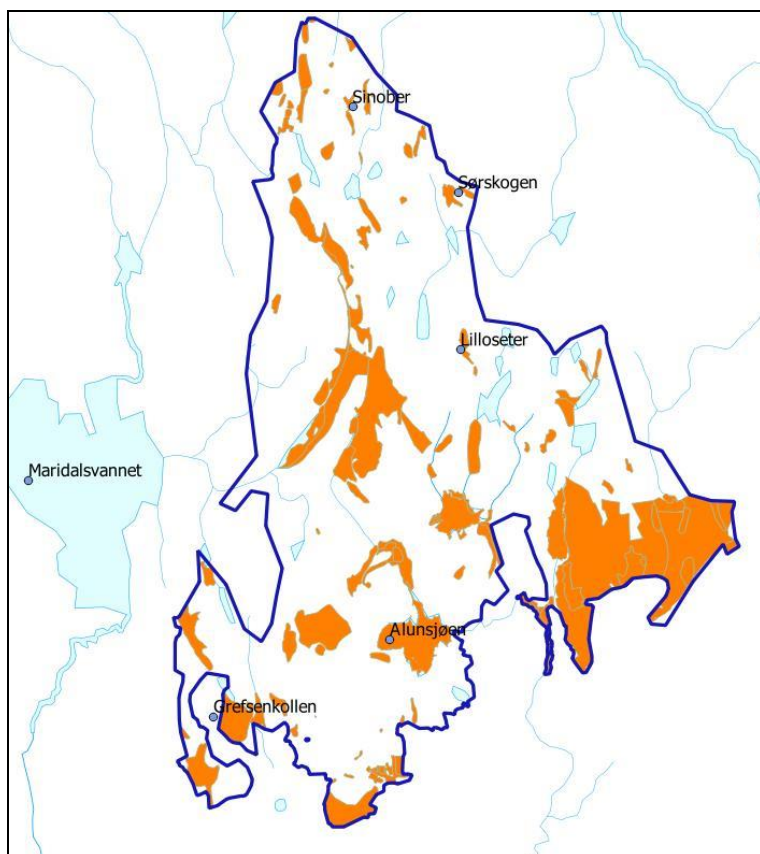 Sinober
Sørskogen
Lilloseter
Maridalsvannet
Alunsjøen
Grefsenkollen